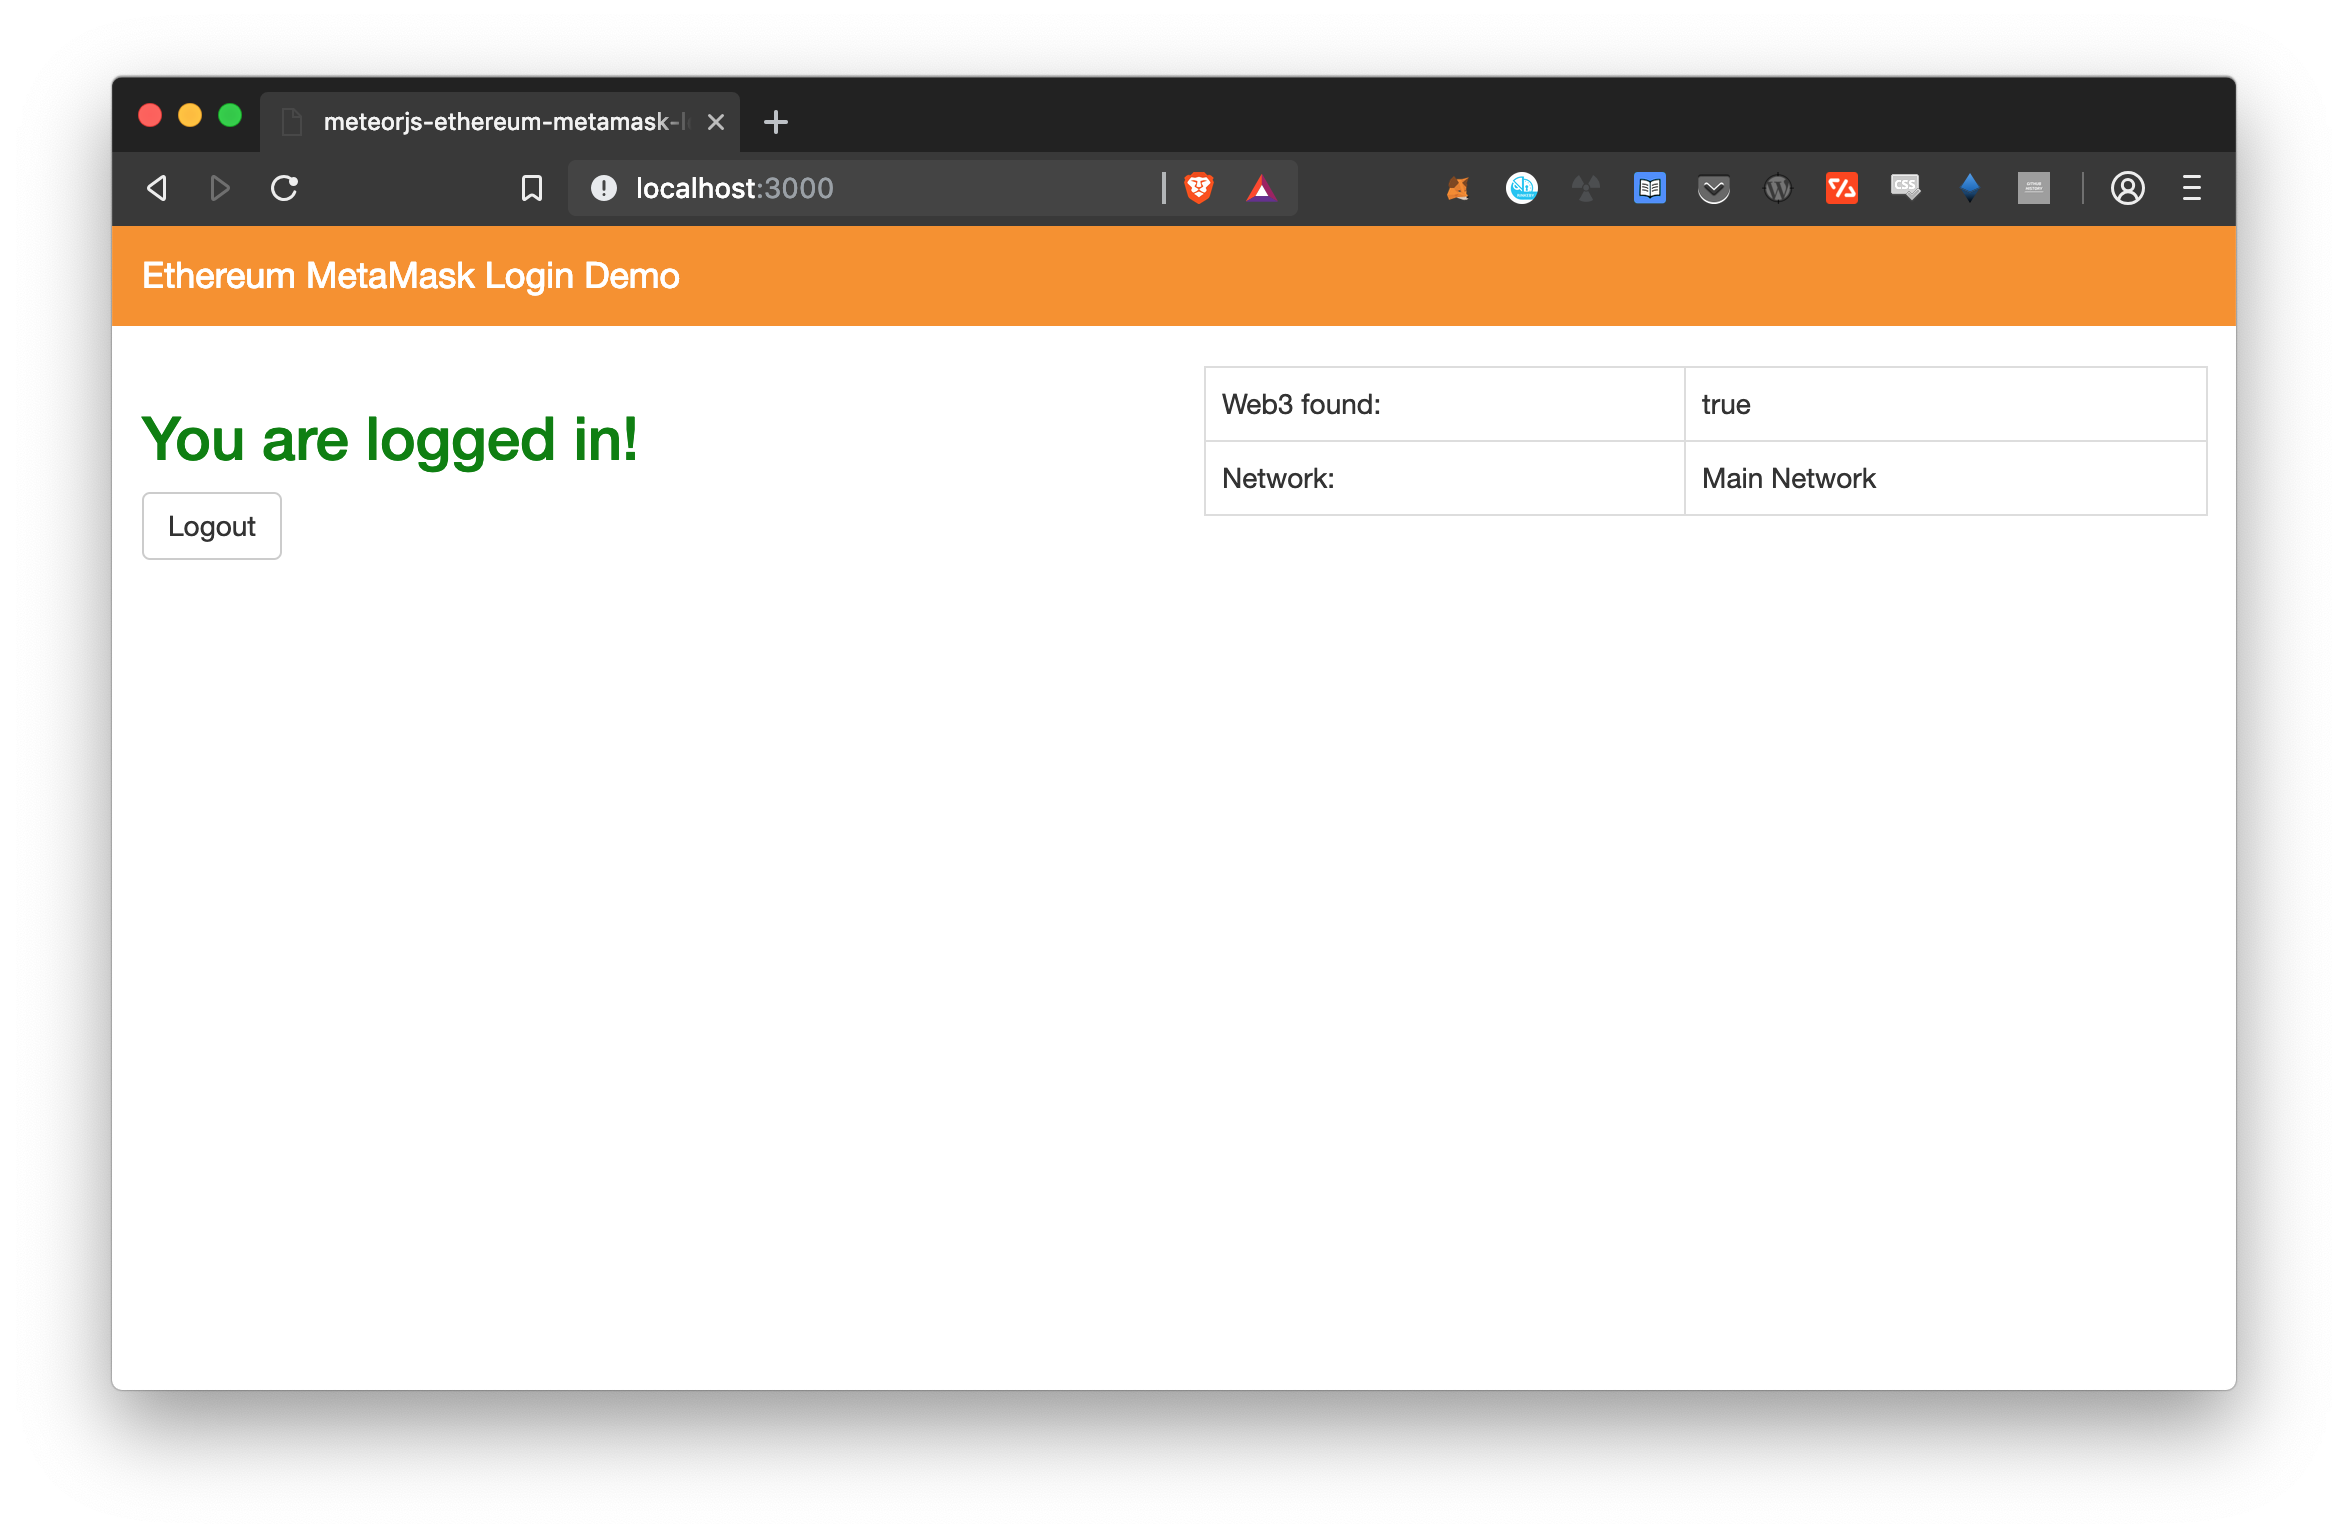 meteorjs-ethereum-metamask-l
localhost:3000
CSS
Ethereum MetaMask Login Demo
You are logged in!
Logout
Web3 found: true
Network: Main Network